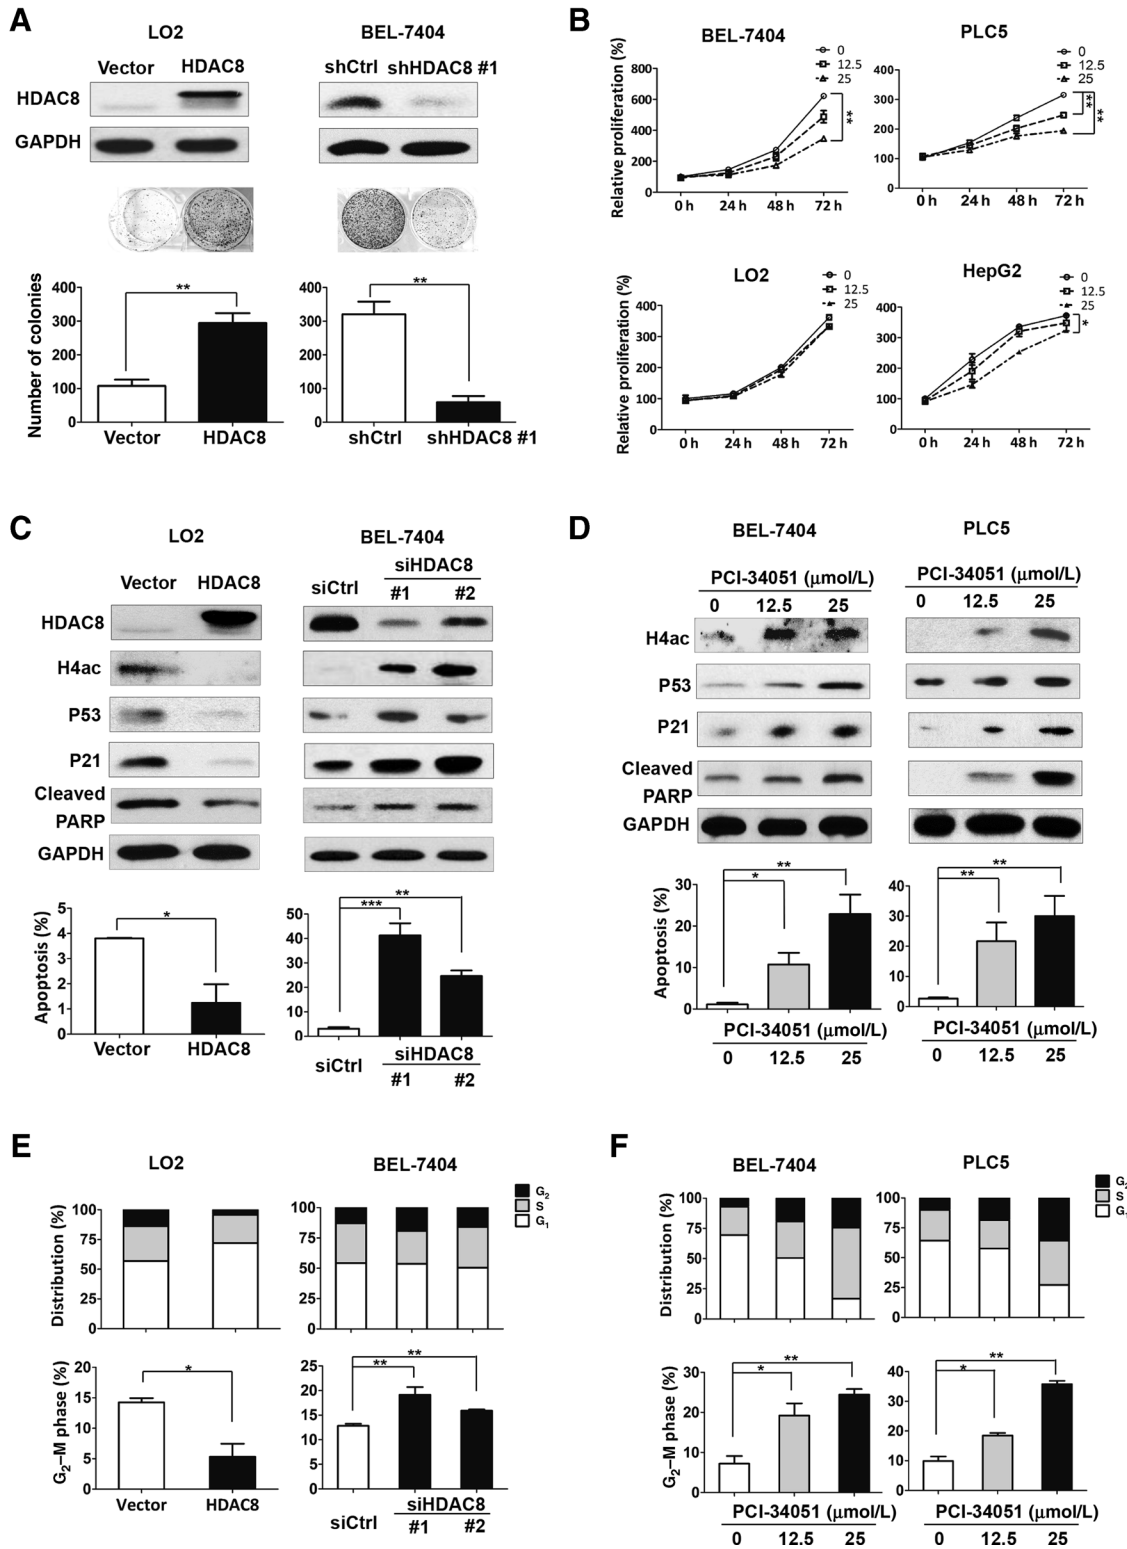 A
LO2
BEL-7404
Vector HDAC8
shCtrl shHDAC8 #1
HDAC8
GAPDH
Number of colonies
400
300
200
100
0
**
Vector HDAC8
400
300
200
100
0
**
shCtrl shHDAC8 #1
B
BEL-7404
0
12.5
25
Relative proliferation (%)
800
600
400
200
0
**
0 h 24 h 48 h 72 h
PLC5
0
12.5
25
400
300
200
100
0
**
**
0 h 24 h 48 h 72 h
LO2
0
12.5
25
Relative proliferation (%)
400
300
200
100
0
0 h 24 h 48 h 72 h
HepG2
0
12.5
25
400
300
200
100
0
*
0 h 24 h 48 h 72 h
C
LO2
BEL-7404
Vector HDAC8
siCtrl
siHDAC8
#1 #2
HDAC8
H4ac
P53
P21
Cleaved
PARP
GAPDH
Apoptosis (%)
5
4
3
2
1
0
*
Vector HDAC8
50
40
30
20
10
0
***
**
siCtrl
siHDAC8
#1 #2
D
BEL-7404
PLC5
PCI-34051 (μmol/L)
0 12.5 25
PCI-34051 (μmol/L)
0 12.5 25
H4ac
P53
P21
Cleaved
PARP
GAPDH
Apoptosis (%)
30
20
10
0
*
**
PCI-34051 (μmol/L)
0 12.5 25
40
30
20
10
0
**
**
PCI-34051 (μmol/L)
0 12.5 25
E
LO2
BEL-7404
G2
S
G1
Distribution (%)
100
75
50
25
0
100
75
50
25
0
G2–M phase (%)
20
15
10
5
0
*
Vector HDAC8
25
20
15
10
5
0
**
**
siCtrl
siHDAC8
#1 #2
F
BEL-7404
PLC5
G2
S
G1
Distribution (%)
100
75
50
25
0
100
75
50
25
0
G2–M phase (%)
30
20
10
0
*
**
PCI-34051 (μmol/L)
0 12.5 25
40
30
20
10
0
*
**
PCI-34051 (μmol/L)
0 12.5 25